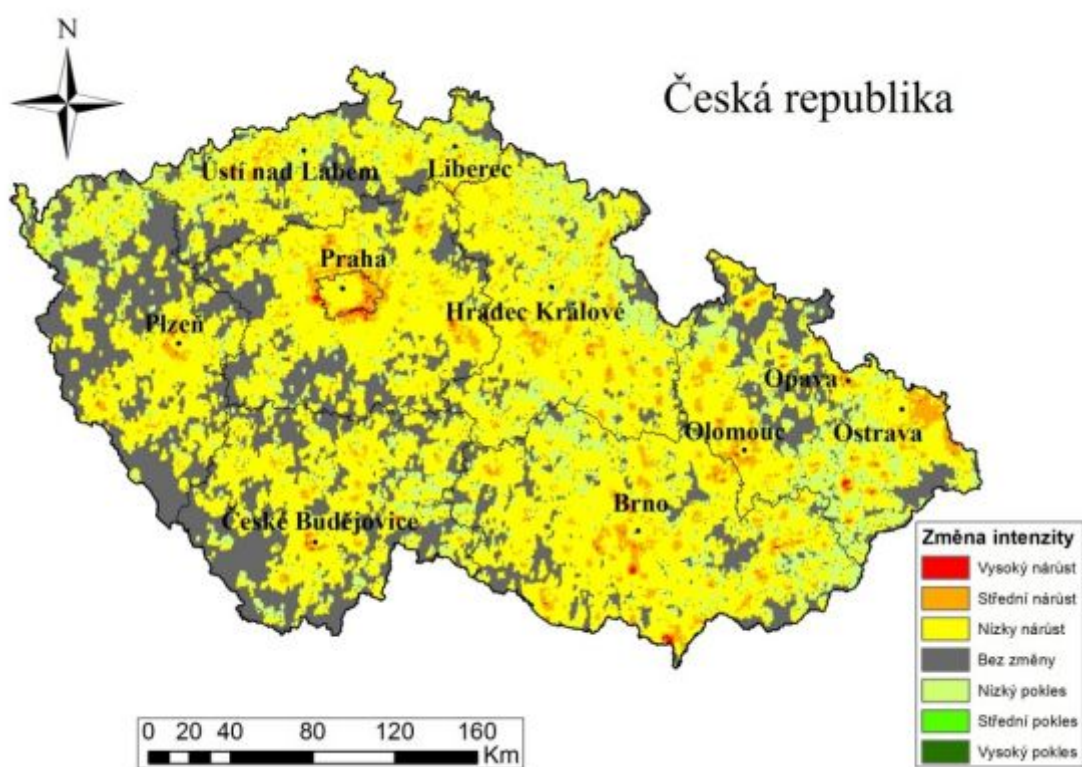 N
Česká republika
Ústí nad Labem
Liberec
Praha
Hradec Králové
Plzeň
Opava
Olomouc
Ostrava
Brno
České Budějovice
Změna intenzity
Vysoký nárůst
Střední nárůst
Nízky nárůst
Bez změny
Nízký pokles
Střední pokles
Vysoký pokles
0 20 40 80 120 160
Km